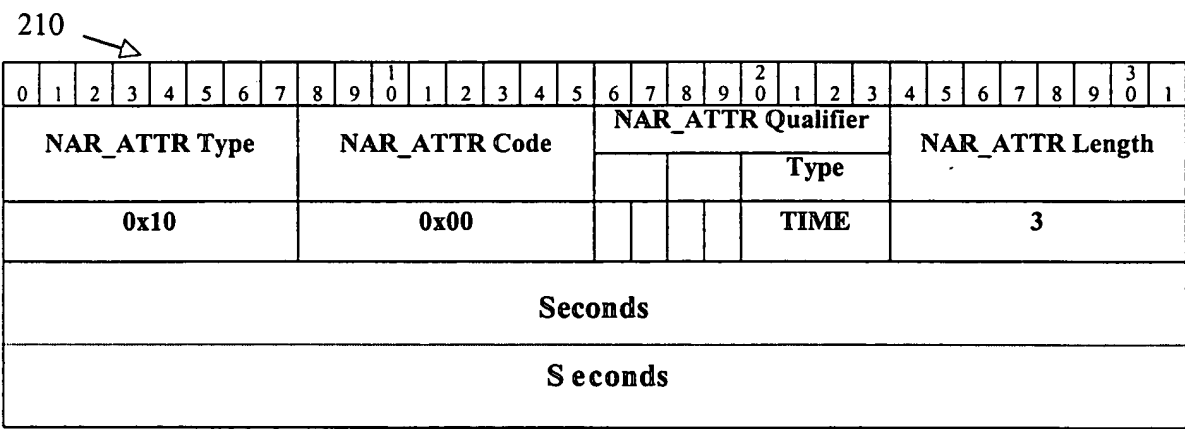 210
1 2 3
0 1 2 3 4 5 6 7 8 9 0 1 2 3 4 5 6 7 8 9 0 1 2 3 4 5 6 7 8 9 0 1
NAR_ATTR Type NAR_ATTR Code NAR_ATTR Qualifier NAR_ATTR Length
Type
0x10 0x00 TIME 3
Seconds
S econds